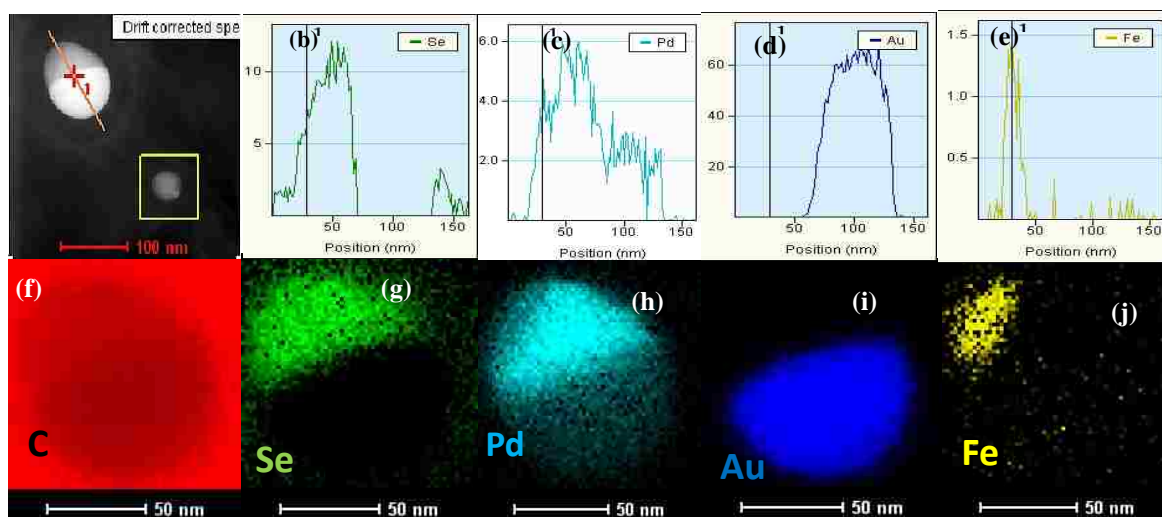 Drift corrected spe
1
100 nm
(b)
1
Se
10
5
50
100
150
Position (nm)
(c)
1
Pd
6.0
4.0
2.0
50
100
150
Position (nm)
(d)
1
Au
60
40
20
50
100
150
Position (nm)
(e)
1
Fe
1.5
1.0
0.5
50
100
150
Position (nm)
(f)
C
50 nm
(g)
Se
50 nm
(h)
Pd
50 nm
(i)
Au
50 nm
(j)
Fe
50 nm